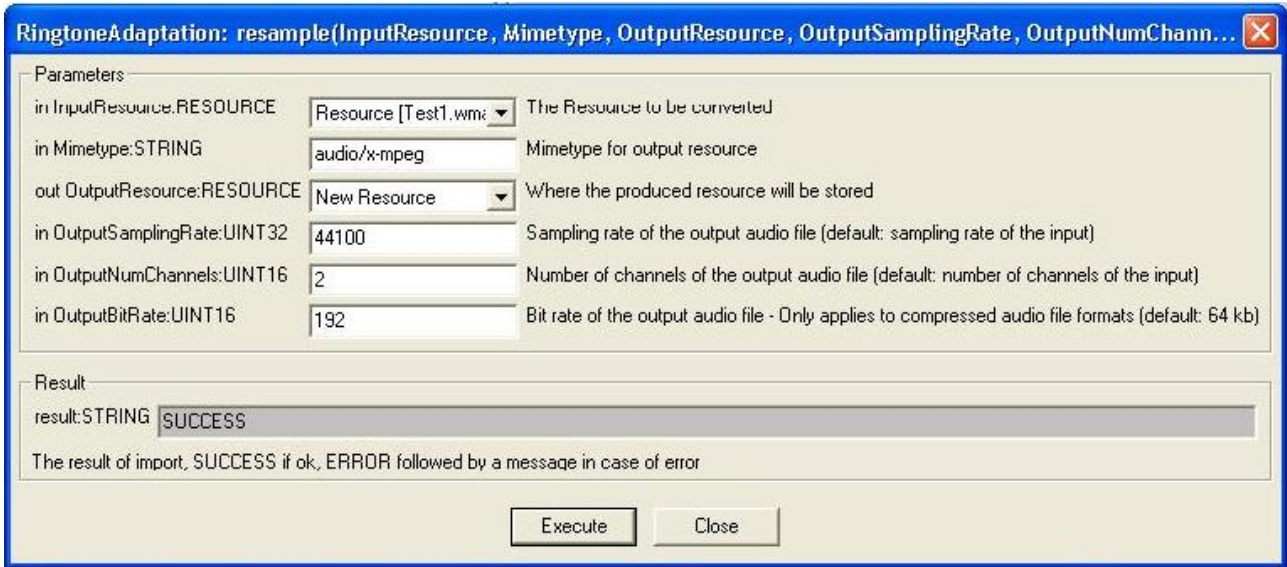 RingtoneAdaptation: resample(InputResource, Mimetype, OutputResource, OutputSamplingRate, OutputNumChann...
Parameters
in InputResource:RESOURCE Resource [Test1.wma The Resource to be converted
in Mimetype:STRING audio/x-mpeg Mimetype for output resource
out OutputResource:RESOURCE New Resource Where the produced resource will be stored
in OutputSamplingRate:UINT32 44100 Sampling rate of the output audio file (default: sampling rate of the input)
in OutputNumChannels:UINT16 2 Number of channels of the output audio file (default: number of channels of the input)
in OutputBitRate:UINT16 192 Bit rate of the output audio file - Only applies to compressed audio file formats (default: 64 kb)
Result
result:STRING SUCCESS
The result of import, SUCCESS if ok, ERROR followed by a message in case of error
Execute Close